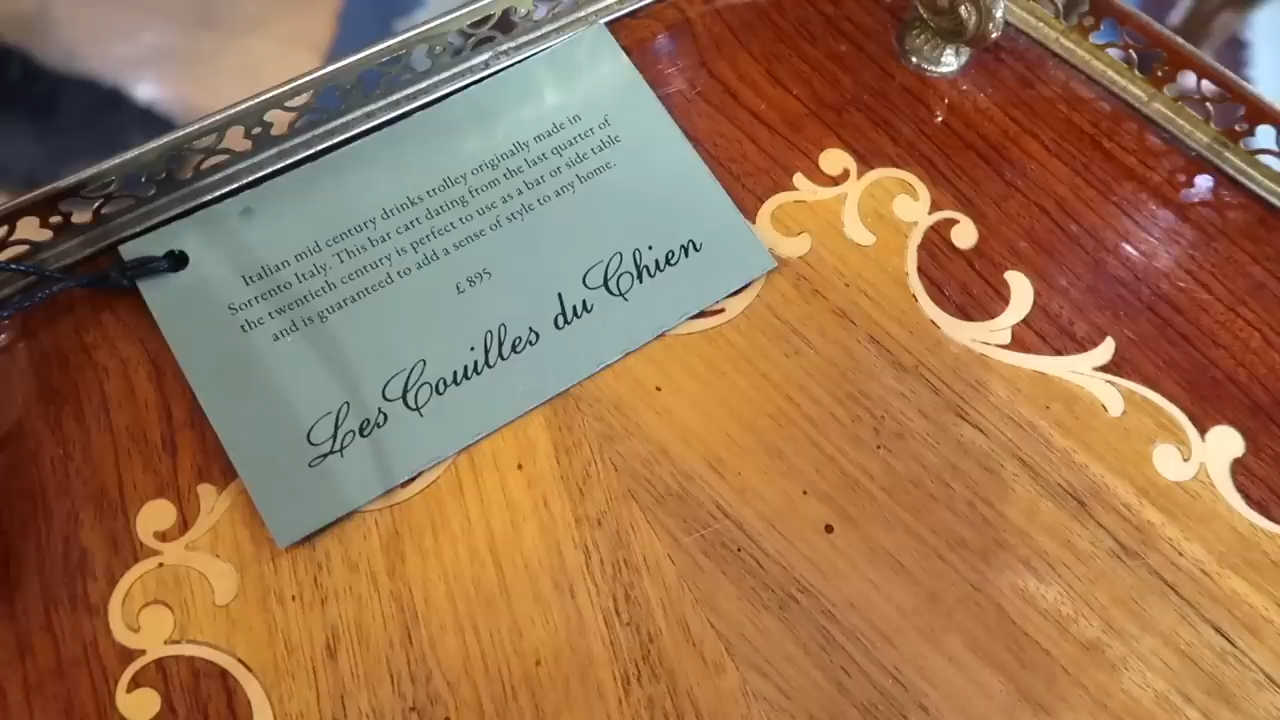 Italian mid century drinks trolley originally made in
Sorrento Italy. This bar cart dating from the last quarter of
the twentieth century is perfect to use as a bar or side table
and is guaranteed to add a sense of style to any home.
£ 895
Les Couilles du Chien